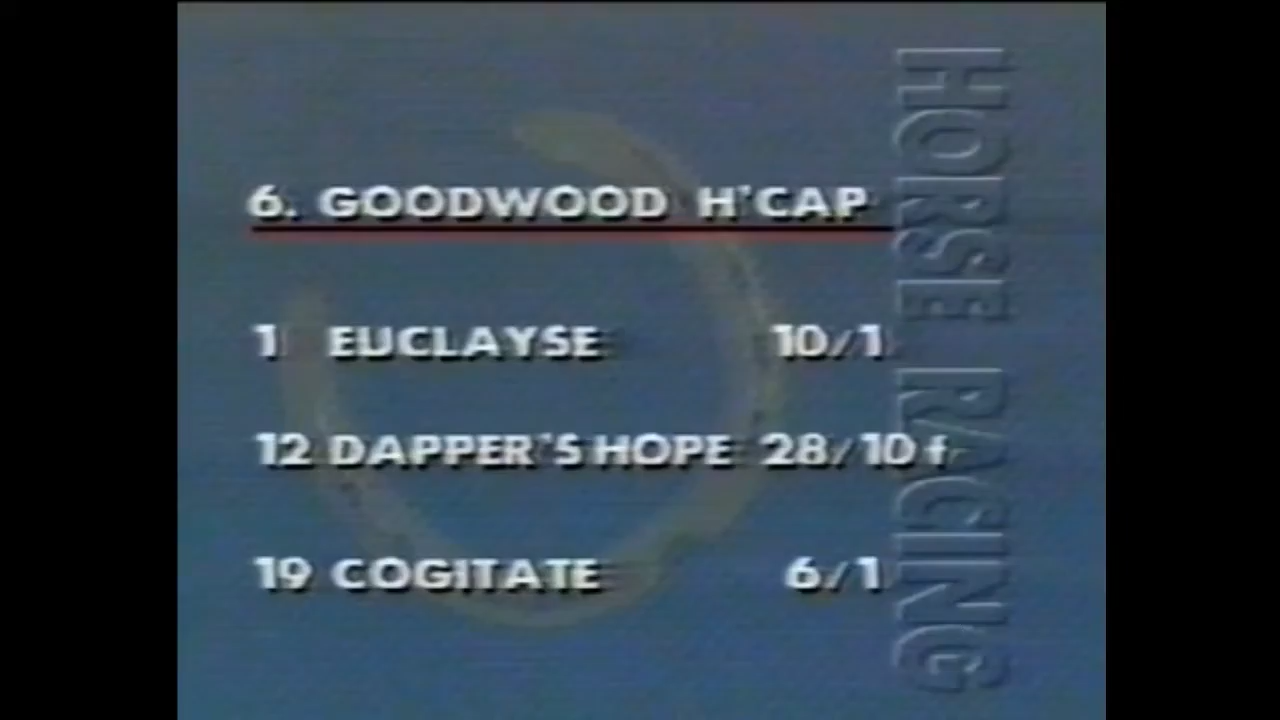 6. GOODWOOD H'CAP
1 EUCLAYSE 10/1
12 DAPPER'S HOPE 28/10 f
19 COGITATE 6/1
HORSE RACING